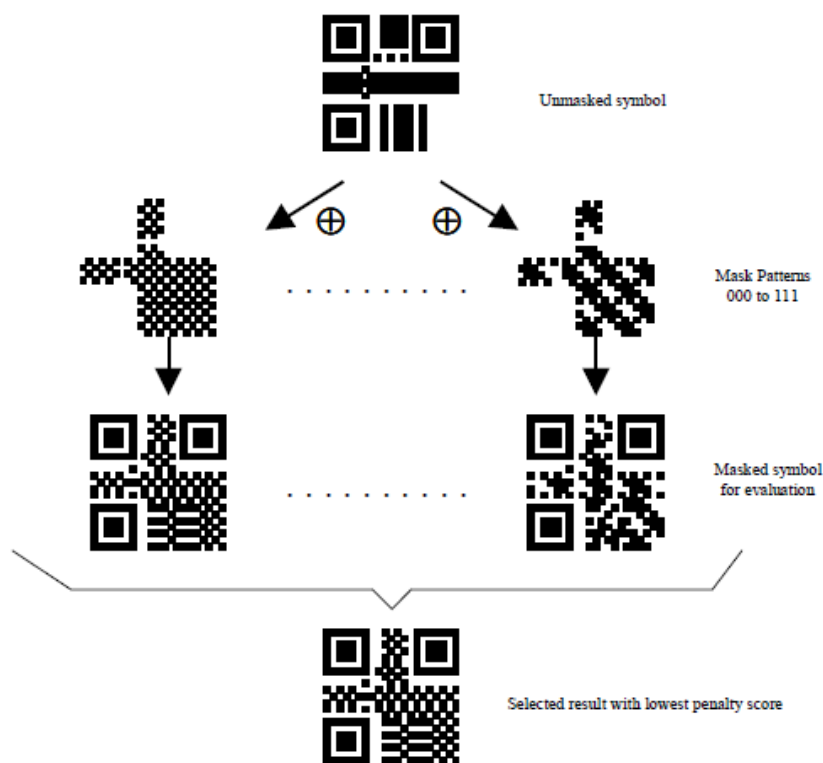 Unmasked symbol
Mask Patterns
000 to 111
Masked symbol
for evaluation
Selected result with lowest penalty score